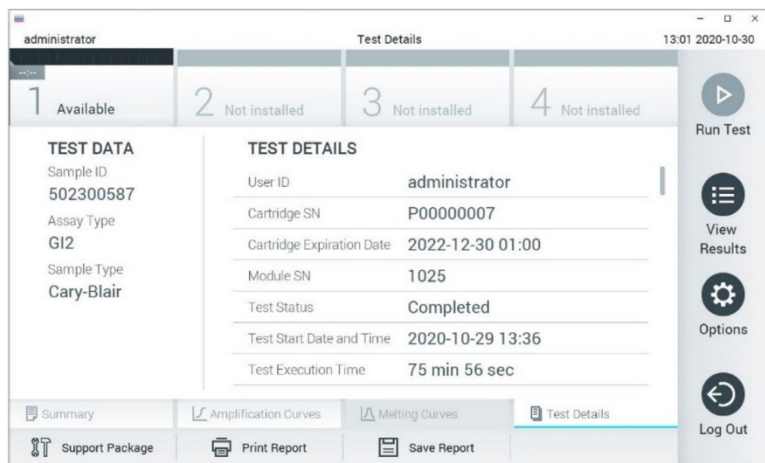 administrator Test Details 13:01 2020-10-30
--:--
1 Available 2 Not installed 3 Not installed 4 Not installed
Run Test
TEST DATA
Sample ID
502300587
Assay Type
GI2
Sample Type
Cary-Blair
TEST DETAILS
User ID administrator
Cartridge SN P00000007
Cartridge Expiration Date 2022-12-30 01:00
Module SN 1025
Test Status Completed
Test Start Date and Time 2020-10-29 13:36
Test Execution Time 75 min 56 sec
View
Results
Options
Log Out
Summary Amplification Curves Melting Curves Test Details
Support Package Print Report Save Report